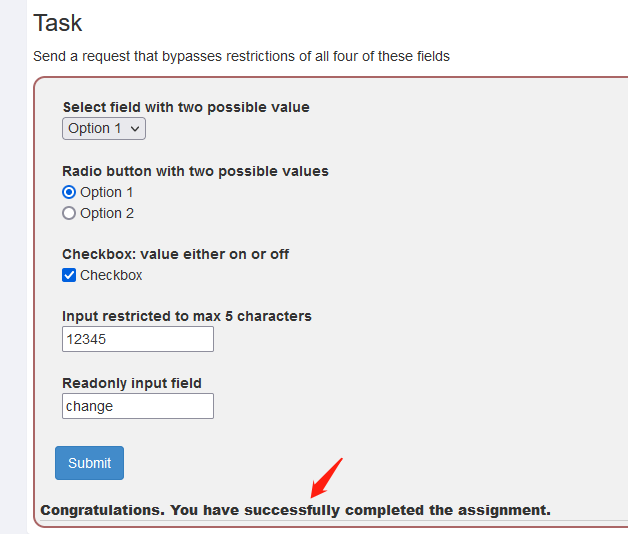 Task
Send a request that bypasses restrictions of all four of these fields
Select field with two possible value
Option 1
Radio button with two possible values
Option 1
Option 2
Checkbox: value either on or off
Checkbox
Input restricted to max 5 characters
12345
Readonly input field
change
Submit
Congratulations. You have successfully completed the assignment.